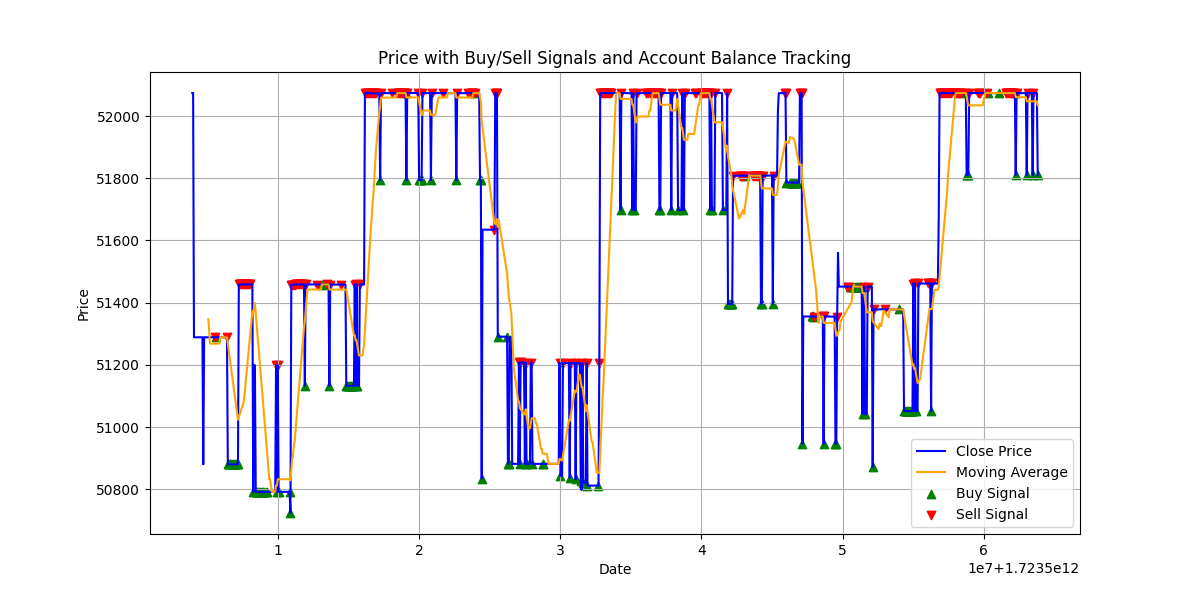 Price with Buy/Sell Signals and Account Balance Tracking
Price
52000
51800
51600
51400
51200
51000
50800
Close Price
Moving Average
Buy Signal
Sell Signal
1 2 3 4 5 6
Date
1e7+1.7235e12